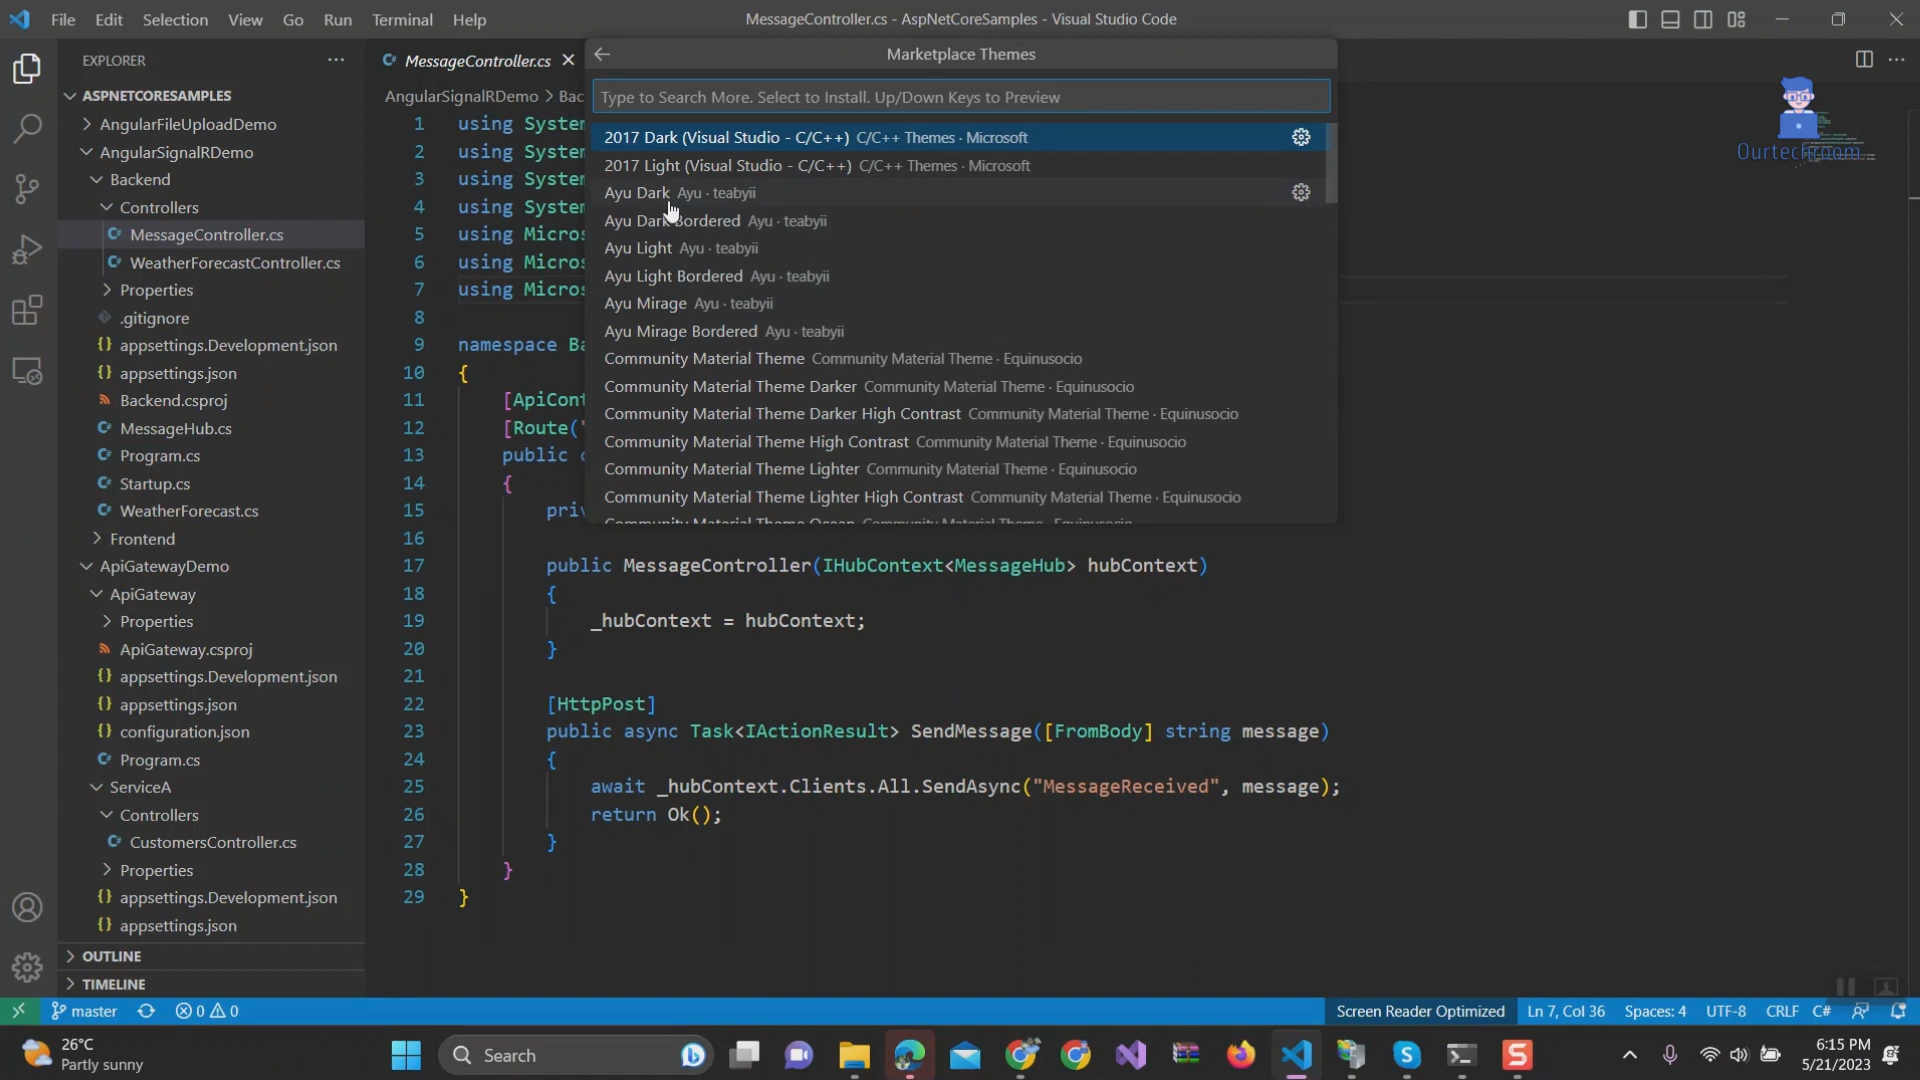 File Edit Selection View Go Run Terminal Help
MessageController.cs - AspNetCoreSamples - Visual Studio Code
EXPLORER
ASPNETCORESAMPLES
AngularFileUploadDemo
AngularSignalRDemo
Backend
Controllers
MessageController.cs
WeatherForecastController.cs
Properties
.gitignore
appsettings.Development.json
appsettings.json
Backend.csproj
MessageHub.cs
Program.cs
Startup.cs
WeatherForecast.cs
Frontend
ApiGatewayDemo
ApiGateway
Properties
ApiGateway.csproj
appsettings.Development.json
appsettings.json
configuration.json
Program.cs
ServiceA
Controllers
CustomersController.cs
Properties
appsettings.Development.json
appsettings.json
OUTLINE
TIMELINE
MessageController.cs
AngularSignalRDemo > Bac
Marketplace Themes
Type to Search More. Select to Install. Up/Down Keys to Preview
2017 Dark (Visual Studio - C/C++) C/C++ Themes · Microsoft
2017 Light (Visual Studio - C/C++) C/C++ Themes · Microsoft
Ayu Dark Ayu · teabyii
Ayu Dark Bordered Ayu · teabyii
Ayu Light Ayu · teabyii
Ayu Light Bordered Ayu · teabyii
Ayu Mirage Ayu · teabyii
Ayu Mirage Bordered Ayu · teabyii
Community Material Theme Community Material Theme · Equinusocio
Community Material Theme Darker Community Material Theme · Equinusocio
Community Material Theme Darker High Contrast Community Material Theme · Equinusocio
Community Material Theme High Contrast Community Material Theme · Equinusocio
Community Material Theme Lighter Community Material Theme · Equinusocio
Community Material Theme Lighter High Contrast Community Material Theme · Equinusocio
Community Material Theme Ocean Community Material Theme · Equinusocio
1 using System
2 using System
3 using System
4 using System
5 using Micros
6 using Micros
7 using Micros
8
9 namespace Ba
10 {
11 [ApiCont
12 [Route("
13 public c
14 {
15 priv
16
17 public MessageController(IHubContext<MessageHub> hubContext)
18 {
19 _hubContext = hubContext;
20 }
21
22 [HttpPost]
23 public async Task<IActionResult> SendMessage([FromBody] string message)
24 {
25 await _hubContext.Clients.All.SendAsync("MessageReceived", message);
26 return Ok();
27 }
28 }
29 }
Ourtechroom
master 0 0
Screen Reader Optimized Ln 7, Col 36 Spaces: 4 UTF-8 CRLF C#
26°C
Partly sunny
Search
6:15 PM
5/21/2023